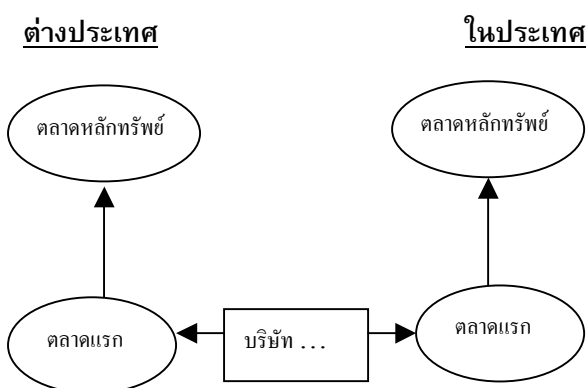 ต่างประเทศ ในประเทศ
ตลาดหลักทรัพย์ ตลาดหลักทรัพย์
ตลาดแรก บริษัท ... ตลาดแรก